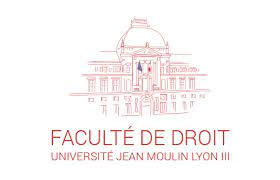 FACULTÉ DE DROIT
UNIVERSITÉ JEAN MOULIN LYON III